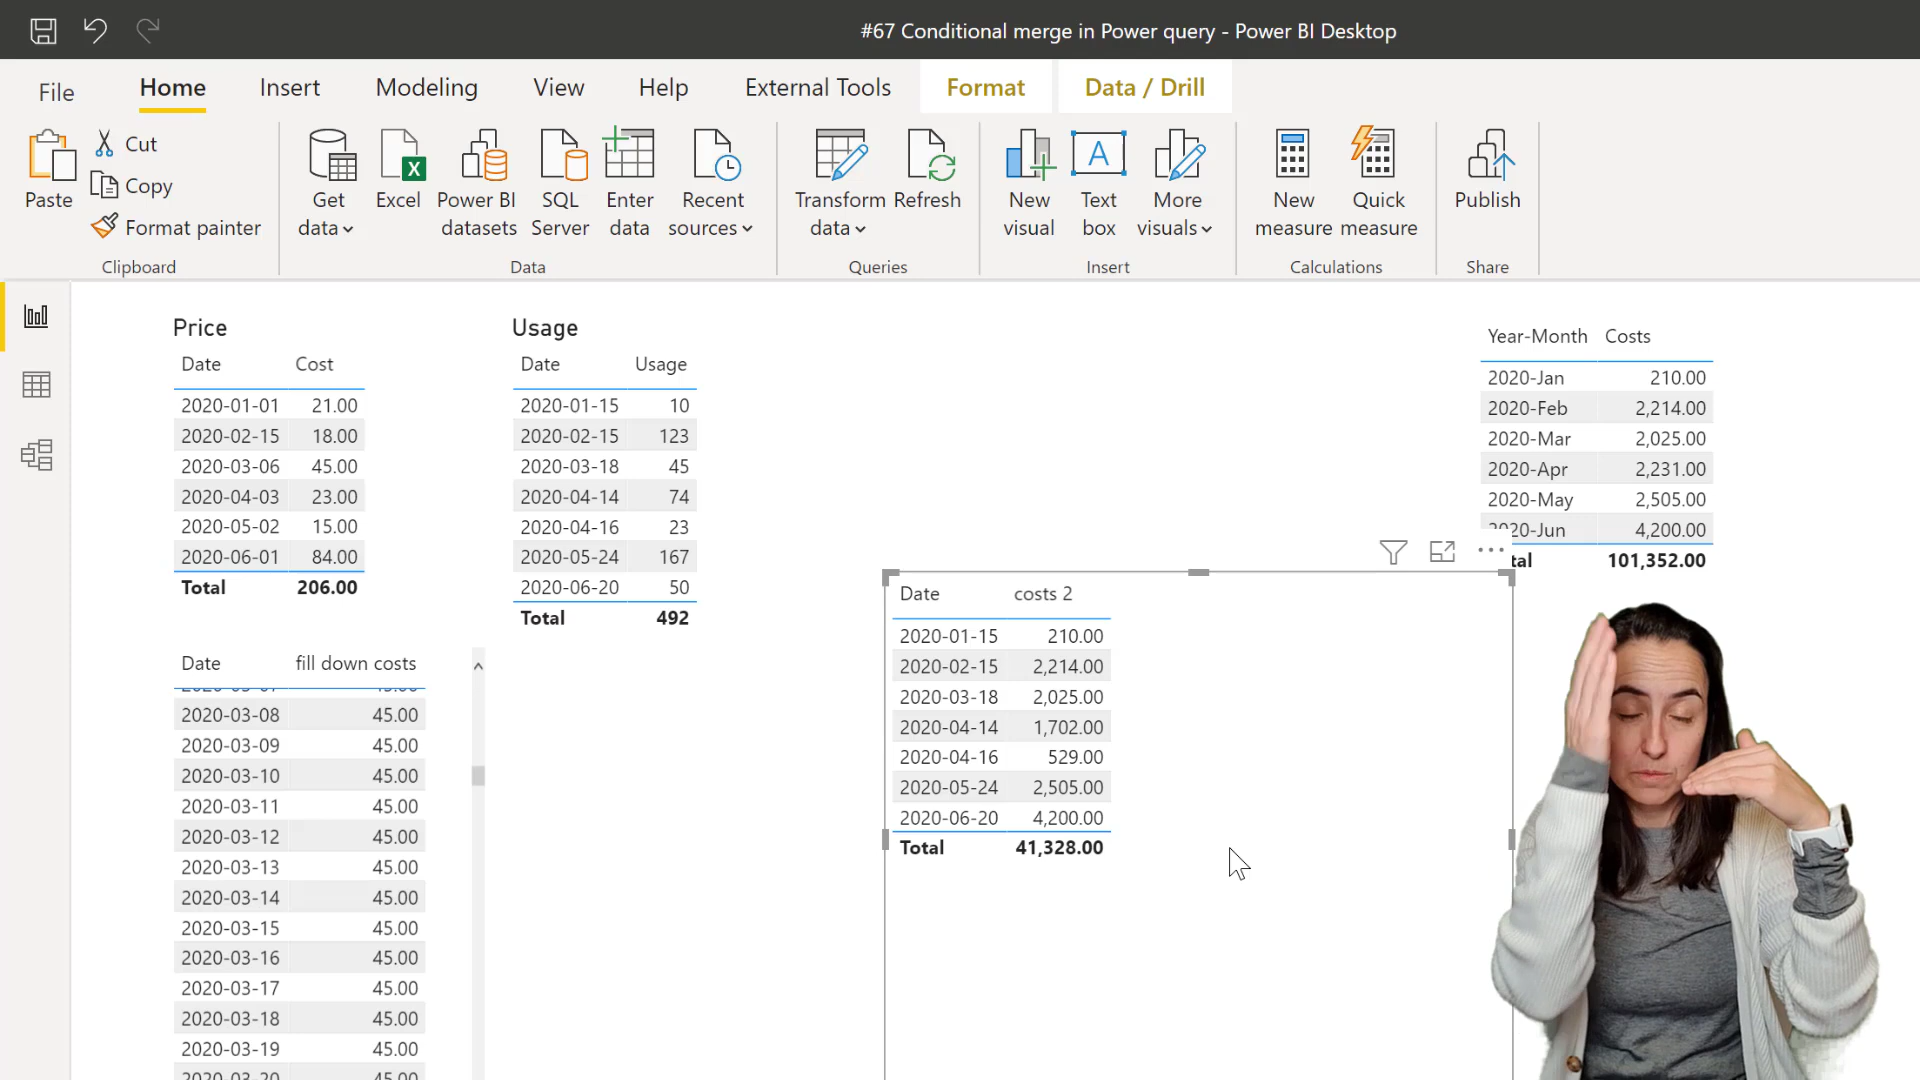 #67 Conditional merge in Power query - Power BI Desktop
File Home Insert Modeling View Help External Tools Format Data / Drill
Paste
Cut
Copy
Format painter
Clipboard
Get data
Excel
Power BI datasets
SQL Server
Enter data
Recent sources
Data
Transform data
Refresh
Queries
New visual
Text box
More visuals
Insert
New measure
Quick measure
Calculations
Publish
Share
Price
Date Cost
2020-01-01 21.00
2020-02-15 18.00
2020-03-06 45.00
2020-04-03 23.00
2020-05-02 15.00
2020-06-01 84.00
Total 206.00
Usage
Date Usage
2020-01-15 10
2020-02-15 123
2020-03-18 45
2020-04-14 74
2020-04-16 23
2020-05-24 167
2020-06-20 50
Total 492
Year-Month Costs
2020-Jan 210.00
2020-Feb 2,214.00
2020-Mar 2,025.00
2020-Apr 2,231.00
2020-May 2,505.00
20-Jun 4,200.00
tal 101,352.00
Date fill down costs
2020-03-08 45.00
2020-03-09 45.00
2020-03-10 45.00
2020-03-11 45.00
2020-03-12 45.00
2020-03-13 45.00
2020-03-14 45.00
2020-03-15 45.00
2020-03-16 45.00
2020-03-17 45.00
2020-03-18 45.00
2020-03-19 45.00
2020-03-20 45.00
Date costs 2
2020-01-15 210.00
2020-02-15 2,214.00
2020-03-18 2,025.00
2020-04-14 1,702.00
2020-04-16 529.00
2020-05-24 2,505.00
2020-06-20 4,200.00
Total 41,328.00